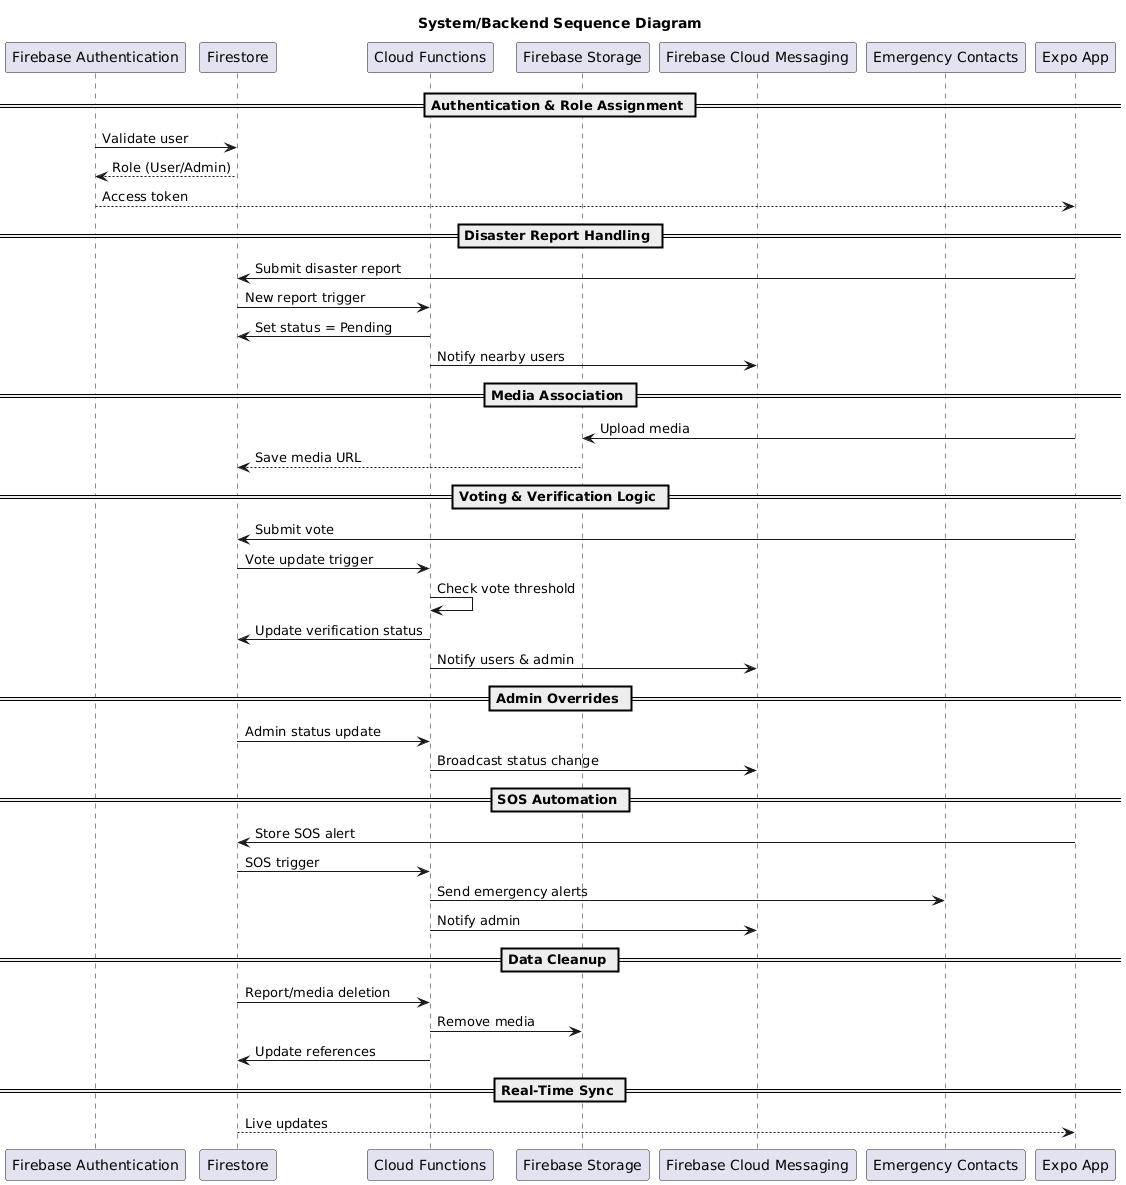 System/Backend Sequence Diagram
Firebase Authentication
Firestore
Cloud Functions
Firebase Storage
Firebase Cloud Messaging
Emergency Contacts
Expo App
Authentication & Role Assignment
Validate user
Role (User/Admin)
Access token
Disaster Report Handling
Submit disaster report
New report trigger
Set status = Pending
Notify nearby users
Media Association
Upload media
Save media URL
Voting & Verification Logic
Submit vote
Vote update trigger
Check vote threshold
Update verification status
Notify users & admin
Admin Overrides
Admin status update
Broadcast status change
SOS Automation
Store SOS alert
SOS trigger
Send emergency alerts
Notify admin
Data Cleanup
Report/media deletion
Remove media
Update references
Real-Time Sync
Live updates
Firebase Authentication
Firestore
Cloud Functions
Firebase Storage
Firebase Cloud Messaging
Emergency Contacts
Expo App